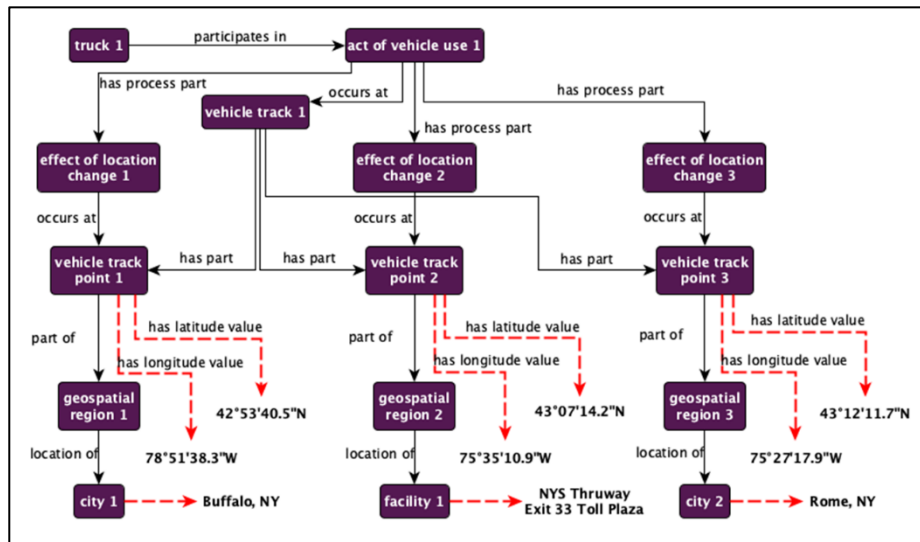 truck 1
participates in
act of vehicle use 1
has process part
occurs at
has process part
vehicle track 1
has process part
effect of location
change 1
effect of location
change 2
effect of location
change 3
occurs at
occurs at
occurs at
vehicle track
point 1
has part
has part
vehicle track
point 2
has part
vehicle track
point 3
part of
has latitude value
has longitude value
part of
has latitude value
has longitude value
part of
has latitude value
has longitude value
geospatial
region 1
42°53'40.5"N
geospatial
region 2
43°07'14.2"N
geospatial
region 3
43°12'11.7"N
location of
78°51'38.3"W
location of
75°35'10.9"W
location of
75°27'17.9"W
city 1
Buffalo, NY
facility 1
NYS Thruway
Exit 33 Toll Plaza
city 2
Rome, NY